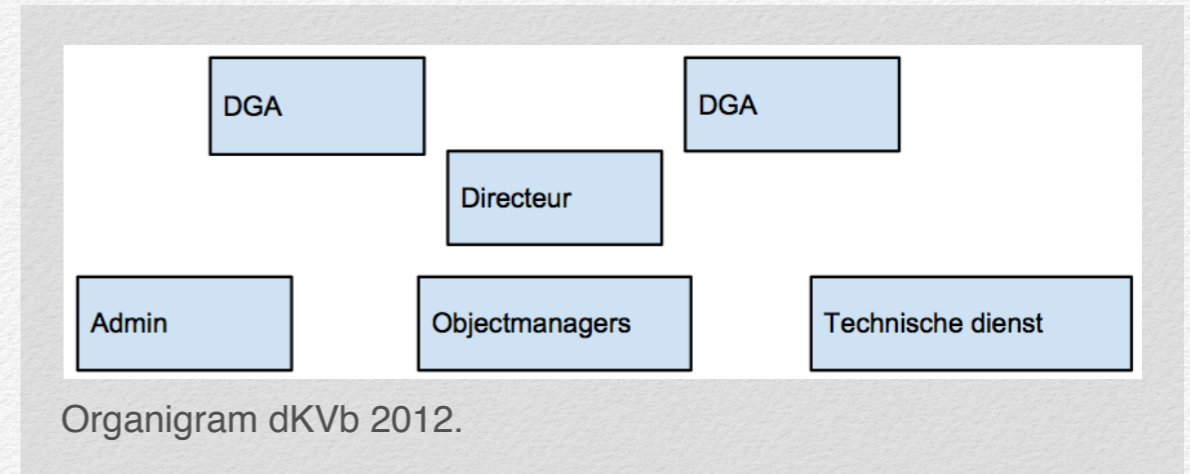 DGA
DGA
Directeur
Admin
Objectmanagers
Technische dienst
Organigram dKVb 2012.